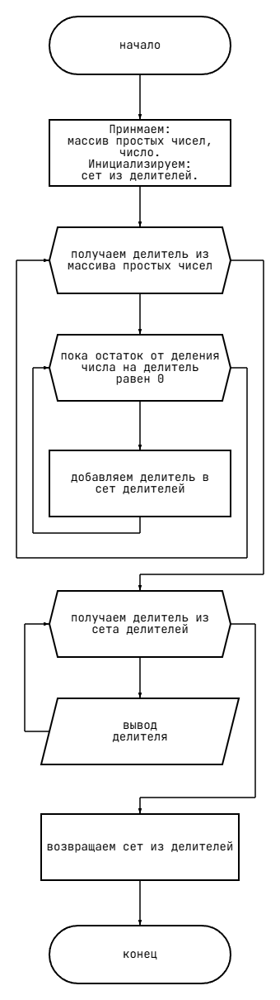 начало
Принмаем:
массив простых чисел,
число.
Инициализируем:
сет из делителей.
получаем делитель из
массива простых чисел
пока остаток от деления
числа на делитель
равен 0
добавляем делитель в
сет делителей
получаем делитель из
сета делителей
вывод
делителя
возвращаем сет из делителей
конец